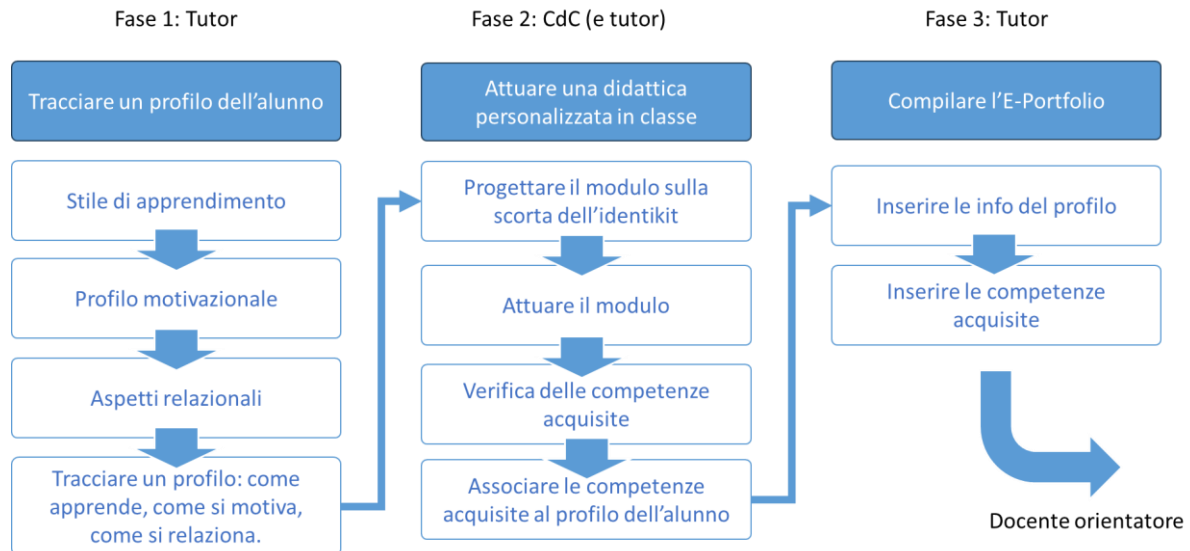 Fase 1: Tutor
Tracciare un profilo dell'alunno
Stile di apprendimento
Profilo motivazionale
Aspetti relazionali
Tracciare un profilo: come
apprende, come si motiva,
come si relaziona.
Fase 2: CdC (e tutor)
Attuare una didattica
personalizzata in classe
Progettare il modulo sulla
scorta dell'identikit
Attuare il modulo
Verifica delle competenze
acquisite
Associare le competenze
acquisite al profilo dell'alunno
Fase 3: Tutor
Compilare l'E-Portfolio
Inserire le info del profilo
Inserire le competenze
acquisite
Docente orientatore